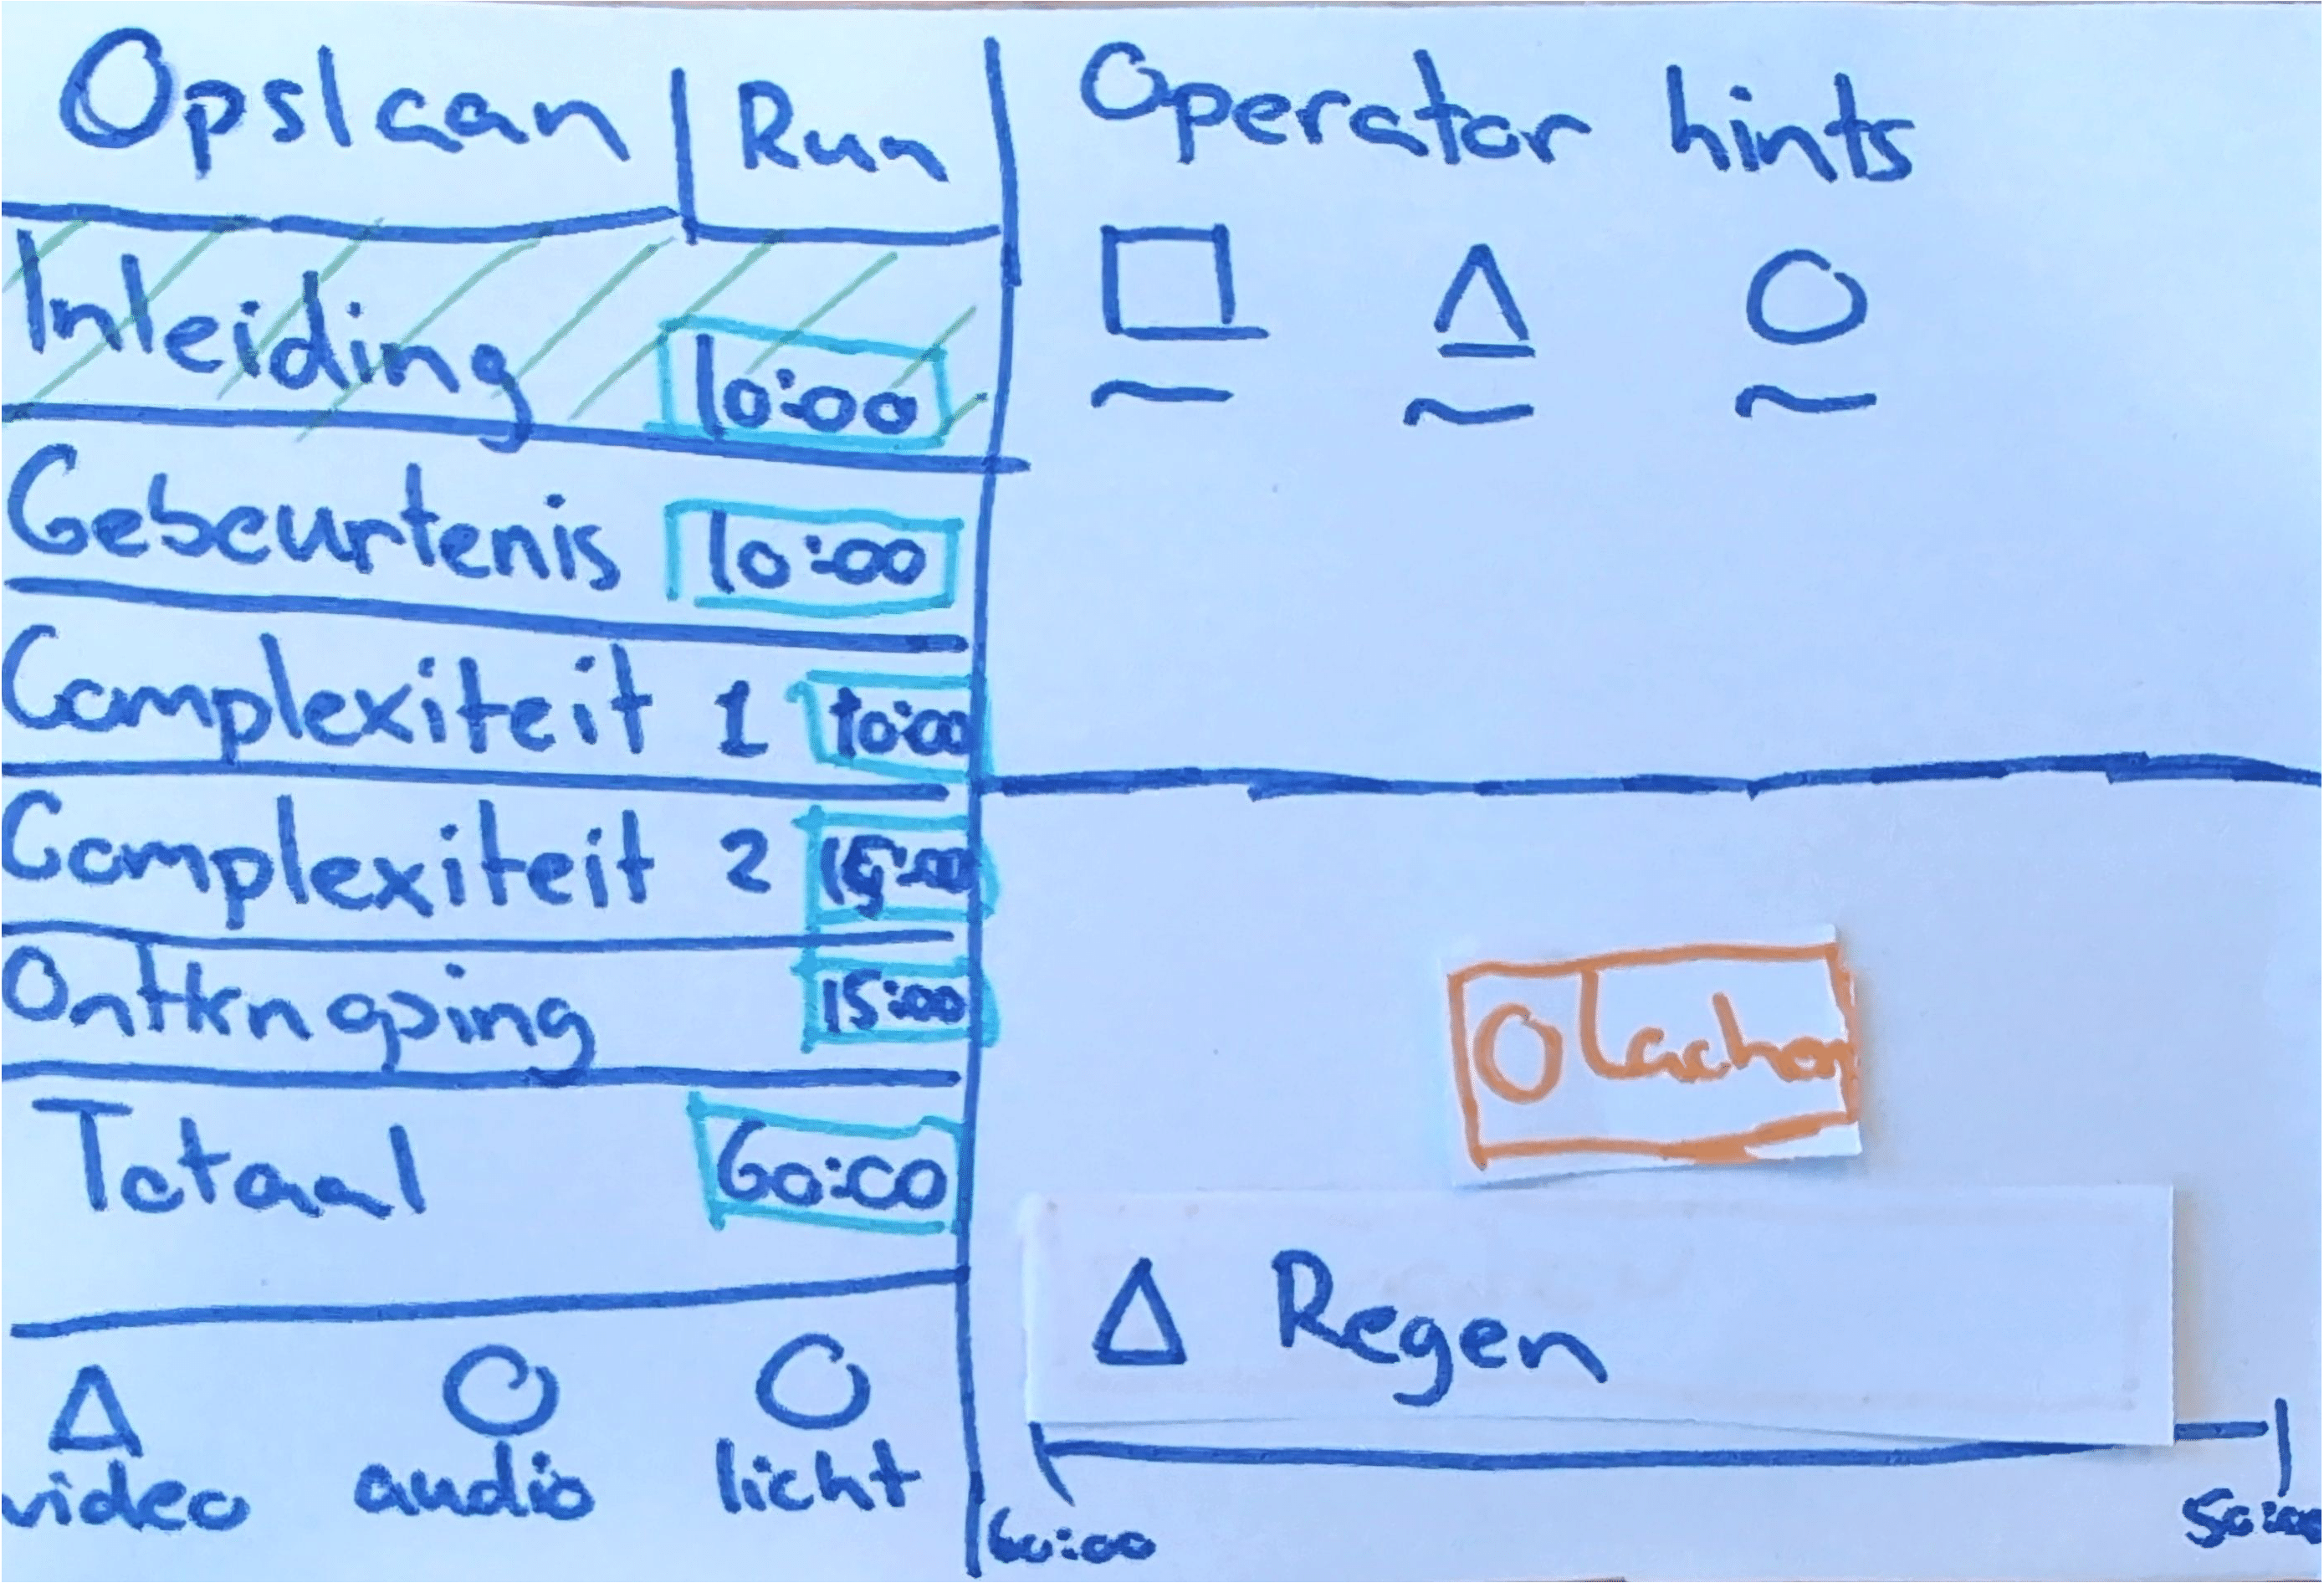 Opslaan Run
Inleiding 10:00
Gebeurtenis 10:00
Complexiteit 1 10:00
Complexiteit 2 15:00
Ontknoping 15:00
Totaal 60:00
video audio licht
Operator hints
Lachen
Regen
60:00 50:00